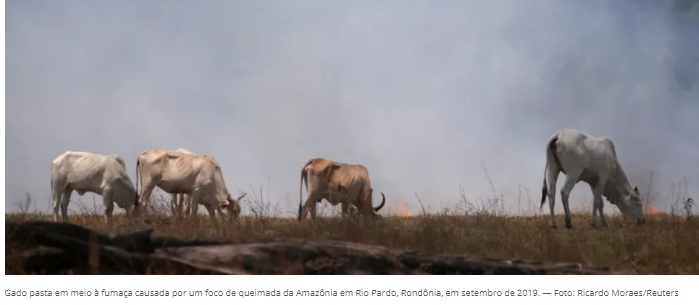 Gado pasta em meio à fumaça causada por um foco de queimada da Amazônia em Rio Pardo, Rondônia, em setembro de 2019. — Foto: Ricardo Moraes/Reuters